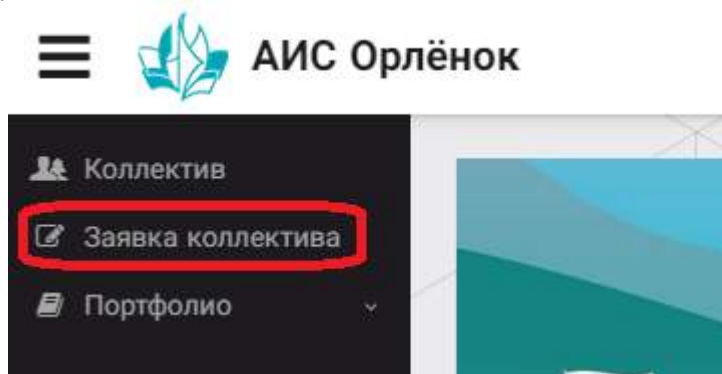 АИС Орлёнок
Коллектив
Заявка коллектива
Портфолио